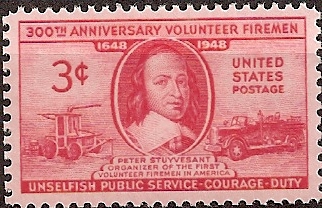 300TH ANNIVERSARY VOLUNTEER FIREMEN
1648 1948
3¢
UNITED
STATES
POSTAGE
PETER STUYVESANT
ORGANIZER OF THE FIRST
VOLUNTEER FIREMEN IN AMERICA
UNSELFISH PUBLIC SERVICE-COURAGE-DUTY